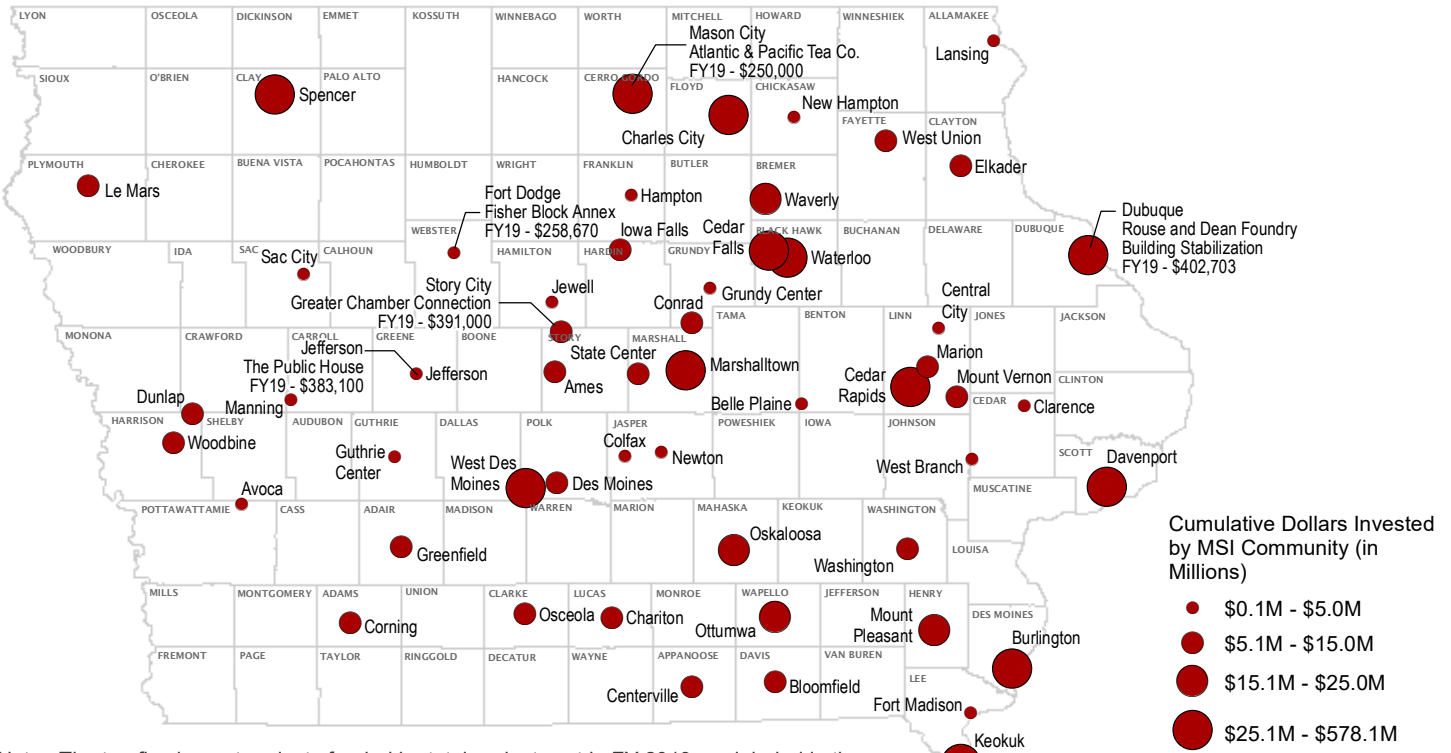 LYON
OSCEOLA
DICKINSON
EMMET
KOSSUTH
WINNEBAGO
WORTH
MITCHELL
HOWARD
WINNESHIEK
ALLAMAKEE
Lansing
Mason City
Atlantic & Pacific Tea Co.
FY19 - $250,000
SIOUX
O'BRIEN
CLAY
PALO ALTO
HANCOCK
CERRO GORDO
FLOYD
CHICKASAW
Spencer
Charles City
New Hampton
FAYETTE
CLAYTON
West Union
Elkader
PLYMOUTH
CHEROKEE
BUENA VISTA
POCAHONTAS
HUMBOLDT
WRIGHT
FRANKLIN
BUTLER
BREMER
Le Mars
Hampton
Waverly
Fort Dodge
Fisher Block Annex
FY19 - $258,670
Iowa Falls
Cedar
Falls
Waterloo
Dubuque
Rouse and Dean Foundry
Building Stabilization
FY19 - $402,703
WOODBURY
IDA
SAC
CALHOUN
WEBSTER
HAMILTON
HARDIN
GRUNDY
BLACK HAWK
BUCHANAN
DELAWARE
DUBUQUE
Sac City
Story City
Greater Chamber Connection
FY19 - $391,000
Jewell
Conrad
Grundy Center
Central
City
MONONA
CRAWFORD
CARROLL
GREENE
BOONE
STORY
MARSHALL
TAMA
BENTON
LINN
JONES
JACKSON
Jefferson
The Public House
FY19 - $383,100
Jefferson
State Center
Ames
Marshalltown
Marion
Cedar
Rapids
Mount Vernon
CLINTON
CEDAR
Clarence
Dunlap
Manning
Belle Plaine
HARRISON
SHELBY
AUDUBON
GUTHRIE
DALLAS
POLK
JASPER
POWESHIEK
IOWA
JOHNSON
SCOTT
Woodbine
Guthrie
Center
West Des
Moines
Des Moines
Colfax
Newton
West Branch
Davenport
MUSCATINE
Avoca
POTTAWATTAMIE
CASS
ADAIR
MADISON
WARREN
MARION
MAHASKA
KEOKUK
WASHINGTON
LOUISA
Greenfield
Oskaloosa
Washington
MILLS
MONTGOMERY
ADAMS
UNION
CLARKE
LUCAS
MONROE
WAPELLO
JEFFERSON
HENRY
DES MOINES
Corning
Osceola
Chariton
Ottumwa
Mount
Pleasant
Burlington
FREMONT
PAGE
TAYLOR
RINGGOLD
DECATUR
WAYNE
APPANOOSE
DAVIS
VAN BUREN
LEE
Centerville
Bloomfield
Fort Madison
Keokuk
Cumulative Dollars Invested
by MSI Community (in
Millions)
$0.1M - $5.0M
$5.1M - $15.0M
$15.1M - $25.0M
$25.1M - $578.1M